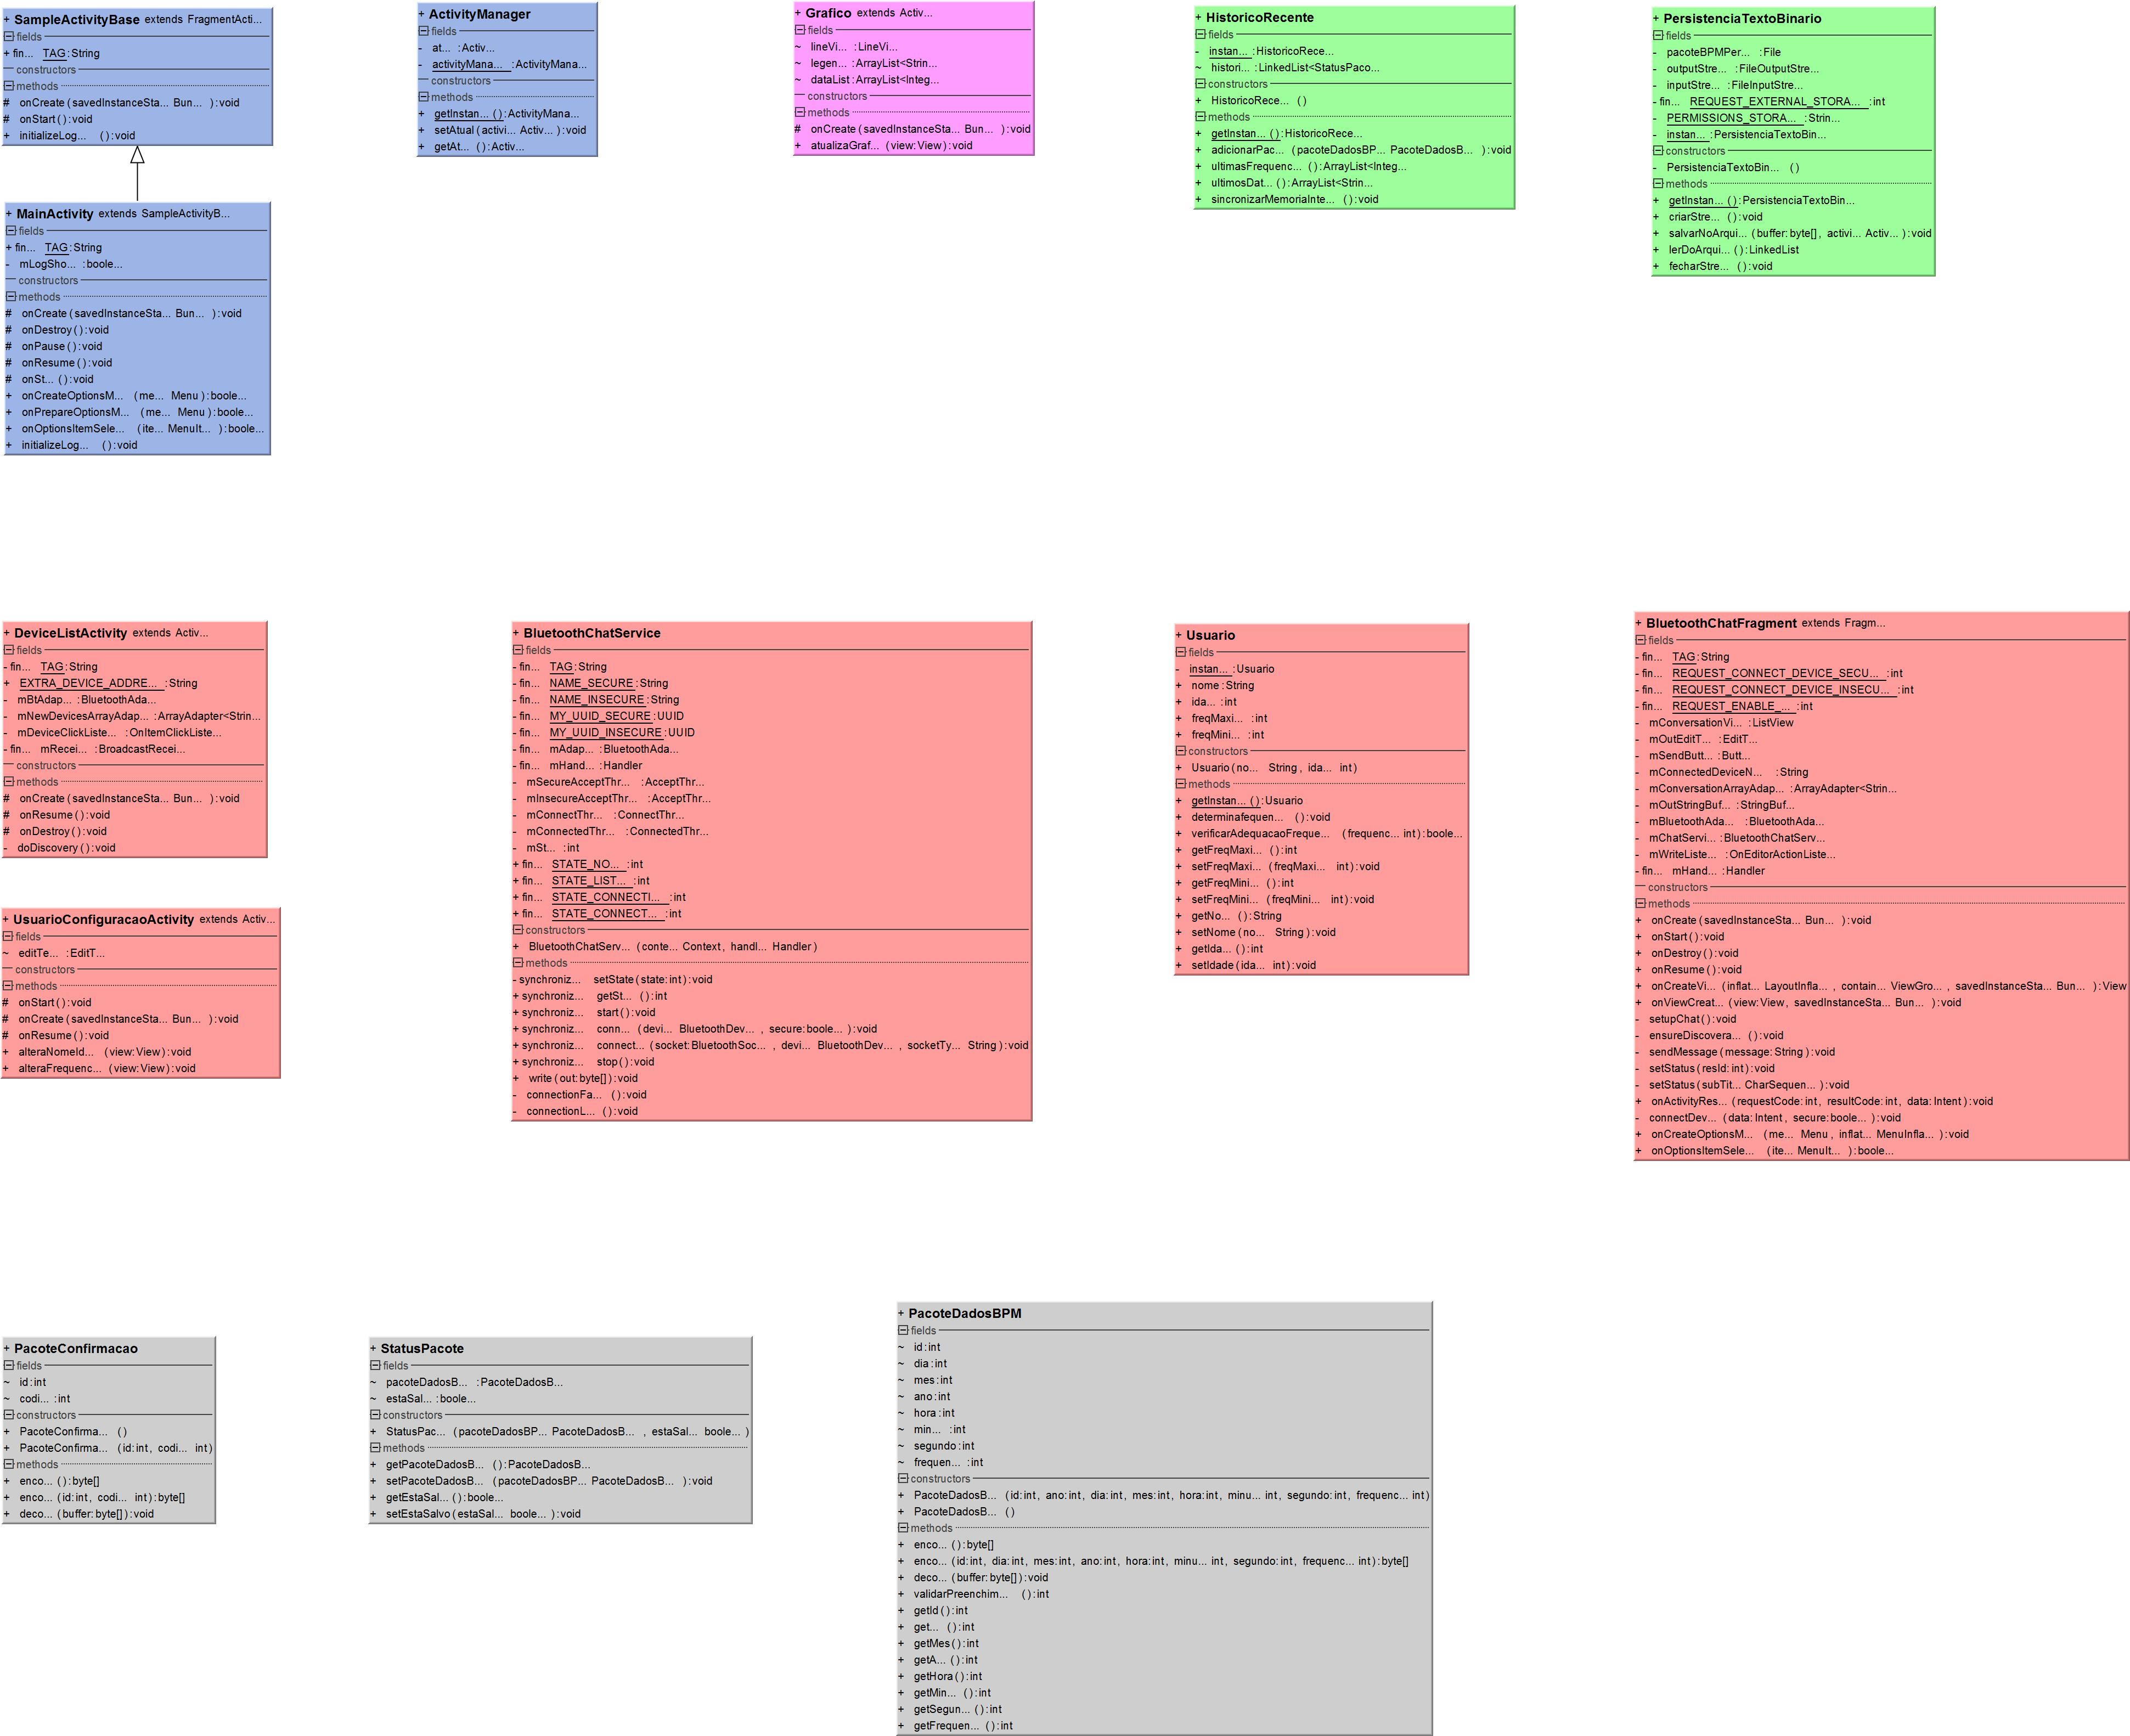 + SampleActivityBase extends FragmentActi...
fields
+ fin... TAG:String
constructors
methods
# onCreate(savedInstanceSta... Bun... ):void
# onStart():void
+ initializeLog... ():void
+ MainActivity extends SampleActivityB...
fields
+ fin... TAG:String
- mLogSho... :boole...
constructors
methods
# onCreate(savedInstanceSta... Bun... ):void
# onDestroy():void
# onPause():void
# onResume():void
# onSt... ():void
+ onCreateOptionsM... (me... Menu):boole...
+ onPrepareOptionsM... (me... Menu):boole...
+ onOptionsItemSele... (ite... MenuIt... ):boole...
+ initializeLog... ():void
+ ActivityManager
fields
- at... :Activ...
- activityMana... :ActivityMana...
constructors
methods
+ getInstan... ():ActivityMana...
+ setAtual(activi... Activ... ):void
+ getAt... ():Activ...
+ Grafico extends Activ...
fields
~ lineVi... :LineVi...
~ legen... :ArrayList<Strin...
~ dataList:ArrayList<Integ...
constructors
methods
# onCreate(savedInstanceSta... Bun... ):void
+ atualizaGraf... (view:View):void
+ HistoricoRecente
fields
- instan... :HistoricoRece...
~ histori... :LinkedList<StatusPaco...
constructors
+ HistoricoRece... ()
methods
+ getInstan... ():HistoricoRece...
+ adicionarPac... (pacoteDadosBP... PacoteDadosB... ):void
+ ultimasFrequenc... ():ArrayList<Integ...
+ ultimosDat... ():ArrayList<Strin...
+ sincronizarMemoriaInte... ():void
+ PersistenciaTextoBinario
fields
- pacoteBPMPer... :File
- outputStre... :FileOutputStre...
- inputStre... :FileInputStre...
- fin... REQUEST_EXTERNAL_STORA... :int
- PERMISSIONS_STORA... :Strin...
- instan... :PersistenciaTextoBin...
constructors
- PersistenciaTextoBin... ()
methods
+ getInstan... ():PersistenciaTextoBin...
+ criarStre... ():void
+ salvarNoArqui... (buffer:byte[], activi... Activ... ):void
+ lerDoArqui... ():LinkedList
+ fecharStre... ():void
+ DeviceListActivity extends Activ...
fields
- fin... TAG:String
+ EXTRA_DEVICE_ADDRE... :String
- mBtAdap... :BluetoothAda...
- mNewDevicesArrayAdap... :ArrayAdapter<Strin...
- mDeviceClickListe... :OnItemClickListe...
- fin... mRecei... :BroadcastRecei...
constructors
methods
# onCreate(savedInstanceSta... Bun... ):void
# onResume():void
# onDestroy():void
- doDiscovery():void
+ UsuarioConfiguracaoActivity extends Activ...
fields
~ editTe... :EditT...
constructors
methods
# onStart():void
# onCreate(savedInstanceSta... Bun... ):void
# onResume():void
+ alteraNomeId... (view:View):void
+ alteraFrequenc... (view:View):void
+ BluetoothChatService
fields
- fin... TAG:String
- fin... NAME_SECURE:String
- fin... NAME_INSECURE:String
- fin... MY_UUID_SECURE:UUID
- fin... MY_UUID_INSECURE:UUID
- fin... mAdap... :BluetoothAda...
- fin... mHand... :Handler
- mSecureAcceptThr... :AcceptThr...
- mInsecureAcceptThr... :AcceptThr...
- mConnectThr... :ConnectThr...
- mConnectedThr... :ConnectedThr...
- mSt... :int
+ fin... STATE_NO... :int
+ fin... STATE_LIST... :int
+ fin... STATE_CONNECTI... :int
+ fin... STATE_CONNECT... :int
constructors
+ BluetoothChatServ... (conte... Context, handl... Handler)
methods
- synchroniz... setState(state:int):void
+ synchroniz... getSt... ():int
+ synchroniz... start():void
+ synchroniz... conn... (devi... BluetoothDev... , secure:boole... ):void
+ synchroniz... connect... (socket:BluetoothSoc... , devi... BluetoothDev... , socketTy... String):void
+ synchroniz... stop():void
+ write(out:byte[]):void
- connectionFa... ():void
- connectionL... ():void
+ Usuario
fields
- instan... :Usuario
+ nome:String
+ ida... :int
+ freqMaxi... :int
+ freqMini... :int
constructors
+ Usuario(no... String, ida... int)
methods
+ getInstan... ():Usuario
+ determinafequen... ():void
+ verificarAdequacaoFreque... (frequenc... int):boole...
+ getFreqMaxi... ():int
+ setFreqMaxi... (freqMaxi... int):void
+ getFreqMini... ():int
+ setFreqMini... (freqMini... int):void
+ getNo... ():String
+ setNome(no... String):void
+ getIda... ():int
+ setIdade(ida... int):void
+ BluetoothChatFragment extends Fragm...
fields
- fin... TAG:String
- fin... REQUEST_CONNECT_DEVICE_SECU... :int
- fin... REQUEST_CONNECT_DEVICE_INSECU... :int
- fin... REQUEST_ENABLE_... :int
- mConversationVi... :ListView
- mOutEditT... :EditT...
- mSendButt... :Butt...
- mConnectedDeviceN... :String
- mConversationArrayAdap... :ArrayAdapter<Strin...
- mOutStringBuf... :StringBuf...
- mBluetoothAda... :BluetoothAda...
- mChatServi... :BluetoothChatServ...
- mWriteListe... :OnEditorActionListe...
- fin... mHand... :Handler
constructors
methods
+ onCreate(savedInstanceSta... Bun... ):void
+ onStart():void
+ onDestroy():void
+ onResume():void
+ onCreateVi... (inflat... LayoutInfla... , contain... ViewGro... , savedInstanceSta... Bun... ):View
+ onViewCreat... (view:View, savedInstanceSta... Bun... ):void
- setupChat():void
- ensureDiscovera... ():void
- sendMessage(message:String):void
- setStatus(resId:int):void
- setStatus(subTit... CharSequen... ):void
+ onActivityRes... (requestCode:int, resultCode:int, data:Intent):void
- connectDev... (data:Intent, secure:boole... ):void
+ onCreateOptionsM... (me... Menu, inflat... MenuInfla... ):void
+ onOptionsItemSele... (ite... MenuIt... ):boole...
+ PacoteConfirmacao
fields
~ id:int
~ codi... :int
constructors
+ PacoteConfirma... ()
+ PacoteConfirma... (id:int, codi... int)
methods
+ enco... ():byte[]
+ enco... (id:int, codi... int):byte[]
+ deco... (buffer:byte[]):void
+ StatusPacote
fields
~ pacoteDadosB... :PacoteDadosB...
~ estaSal... :boole...
constructors
+ StatusPac... (pacoteDadosBP... PacoteDadosB... , estaSal... boole... )
methods
+ getPacoteDadosB... ():PacoteDadosB...
+ setPacoteDadosB... (pacoteDadosBP... PacoteDadosB... ):void
+ getEstaSal... ():boole...
+ setEstaSalvo(estaSal... boole... ):void
+ PacoteDadosBPM
fields
~ id:int
~ dia:int
~ mes:int
~ ano:int
~ hora:int
~ min... :int
~ segundo:int
~ frequen... :int
constructors
+ PacoteDadosB... (id:int, ano:int, dia:int, mes:int, hora:int, minu... int, segundo:int, frequenc... int)
+ PacoteDadosB... ()
methods
+ enco... ():byte[]
+ enco... (id:int, dia:int, mes:int, ano:int, hora:int, minu... int, segundo:int, frequenc... int):byte[]
+ deco... (buffer:byte[]):void
+ validarPreenchim... ():int
+ getId():int
+ get... ():int
+ getMes():int
+ getA... ():int
+ getHora():int
+ getMin... ():int
+ getSegun... ():int
+ getFrequen... ():int